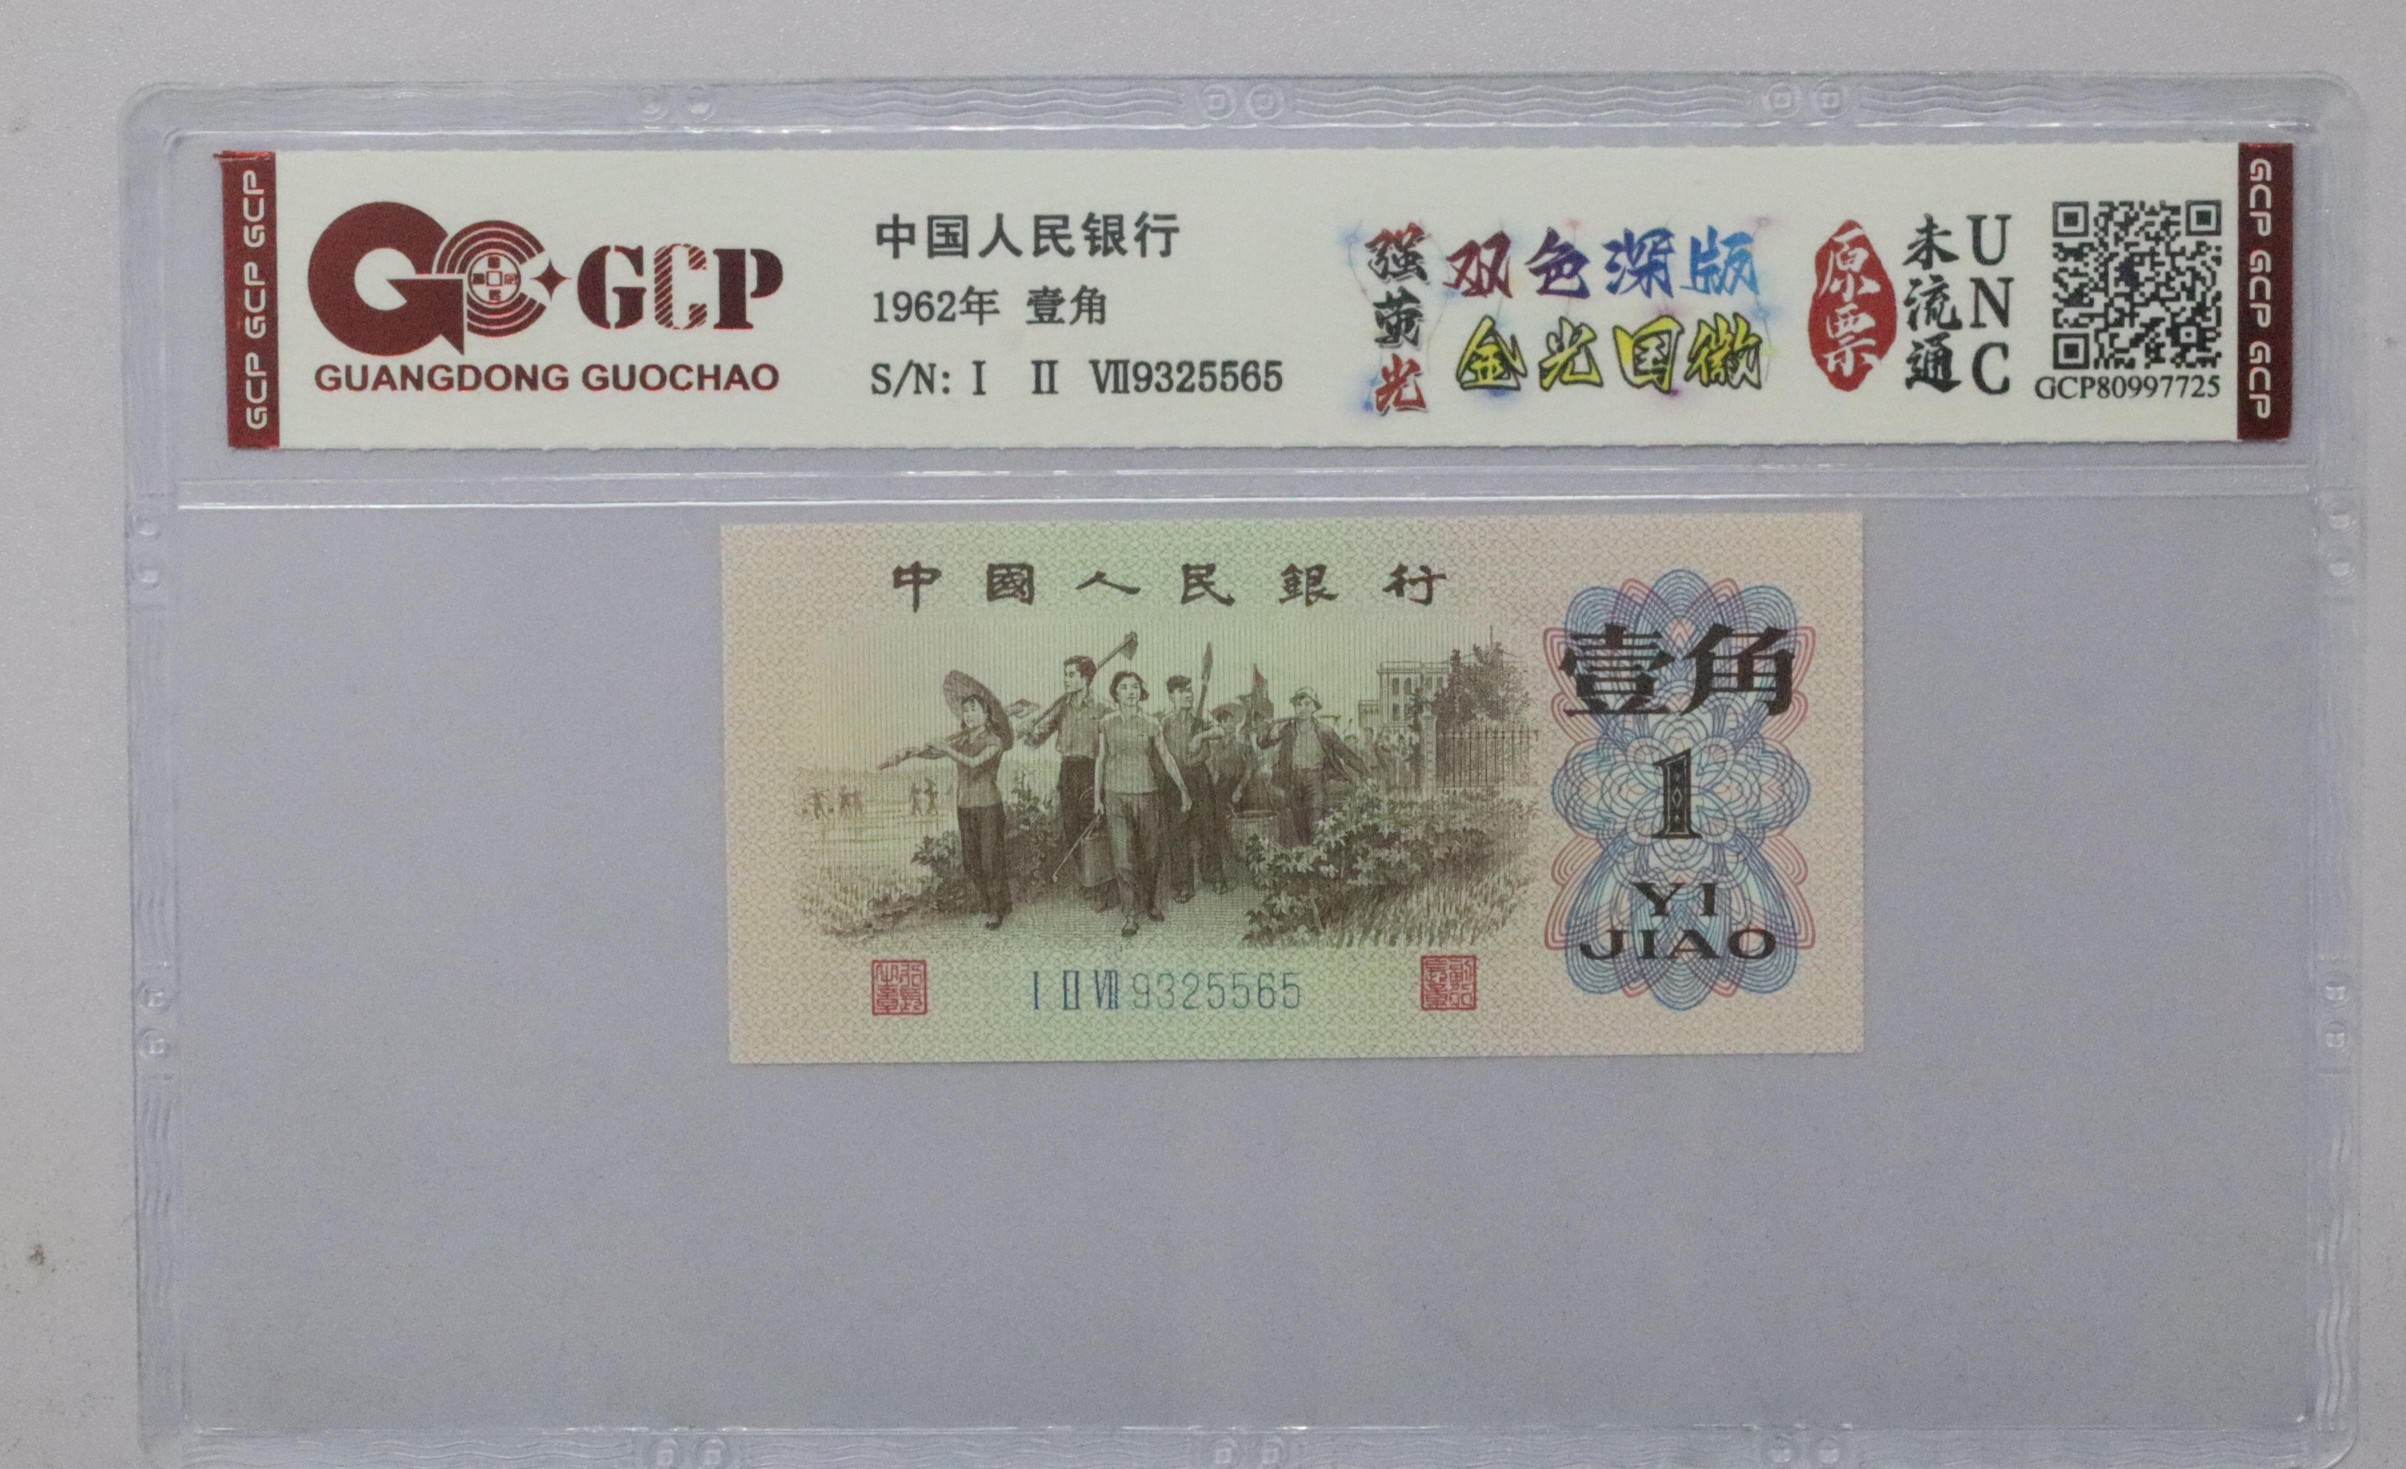 GCP GCP GCP
GCP
GUANGDONG GUOCHAO
中国人民银行
1962年 壹角
S/N: I II Ⅶ9325565
强荧光
双色深版
金光国徽
原票
未流通
UNC
GCP80997725
GCP GCP GCP
中國人民銀行
壹角
1
YI
JIAO
I II Ⅷ 9325565